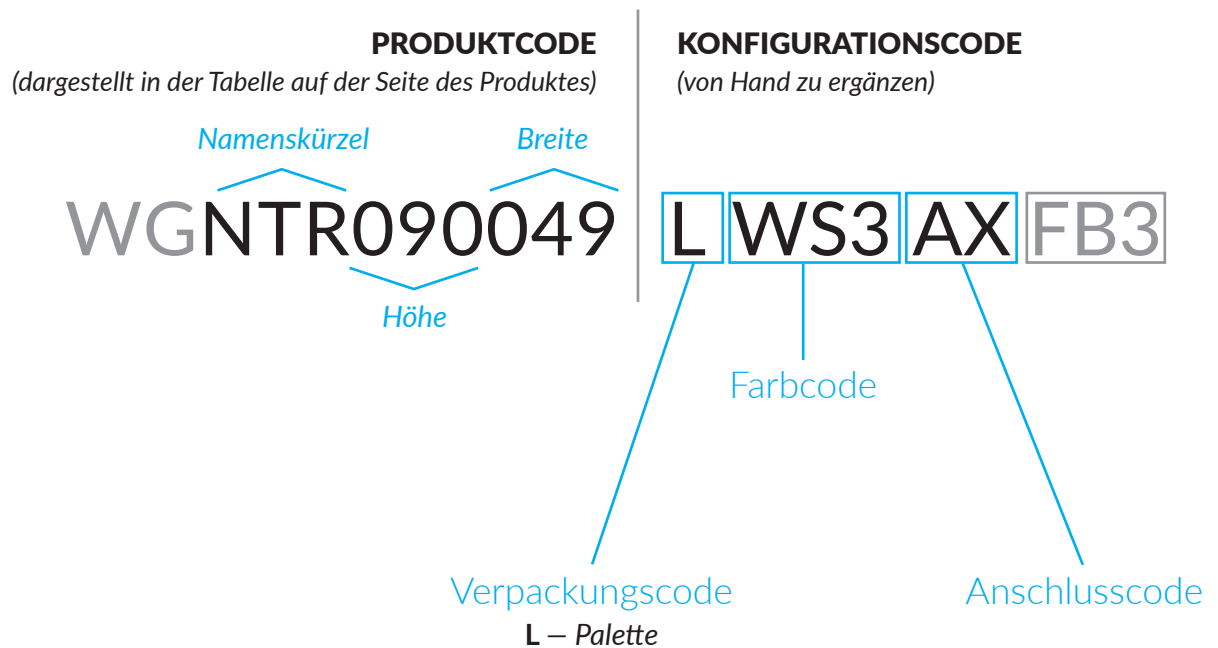 PRODUKTCODE
(dargestellt in der Tabelle auf der Seite des Produktes)
KONFIGURATIONSCODE
(von Hand zu ergänzen)
Namenskürzel
Breite
WGNTR090049
L WS3 AX FB3
Höhe
Farbcode
Verpackungscode
L — Palette
Anschlusscode